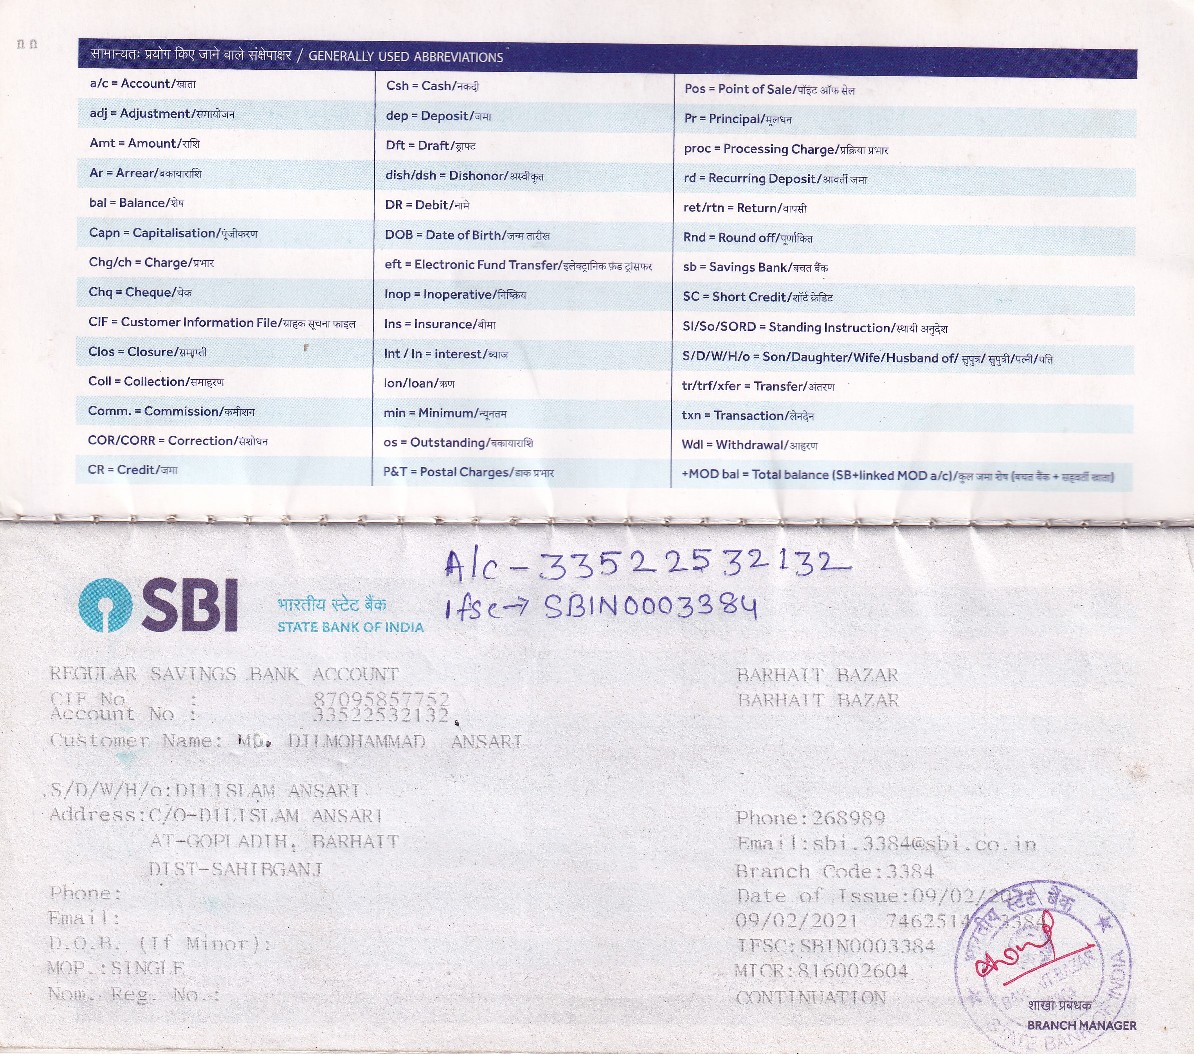 सामान्यतः प्रयोग किए जाने वाले संक्षेपाक्षर / GENERALLY USED ABBREVIATIONS
a/c = Account/खाता
adj = Adjustment/समायोजन
Amt = Amount/राशि
Ar = Arrear/बकायाराशि
bal = Balance/शेष
Capn = Capitalisation/पूंजीकरण
Chg/ch = Charge/प्रभार
Chq = Cheque/चेक
CIF = Customer Information File/ग्राहक सूचना फाइल
Clos = Closure/समाप्ती
Coll = Collection/समाहरण
Comm. = Commission/कमीशन
COR/CORR = Correction/संशोधन
CR = Credit/जमा
Csh = Cash/नकदी
dep = Deposit/जमा
Dft = Draft/ड्राफ्ट
dish/dsh = Dishonor/अस्वीकृत
DR = Debit/नामे
DOB = Date of Birth/जन्म तारीख
eft = Electronic Fund Transfer/इलेक्ट्रानिक फ़ंड ट्रांसफर
Inop = Inoperative/निष्क्रिय
Ins = Insurance/बीमा
Int / In = interest/ब्याज
lon/loan/ऋण
min = Minimum/न्यूनतम
os = Outstanding/बकायाराशि
P&T = Postal Charges/डाक प्रभार
Pos = Point of Sale/पॉइंट ऑफ सेल
Pr = Principal/मूलधन
proc = Processing Charge/प्रक्रिया प्रभार
rd = Recurring Deposit/आवर्ती जमा
ret/rtn = Return/वापसी
Rnd = Round off/पूर्णांकित
sb = Savings Bank/बचत बैंक
SC = Short Credit/शॉर्ट क्रेडिट
SI/So/SORD = Standing Instruction/स्थायी अनुदेश
S/D/W/H/o = Son/Daughter/Wife/Husband of/ सुपुत्र/ सुपुत्री/पत्नी/पति
tr/trf/xfer = Transfer/अंतरण
txn = Transaction/लेनदेन
Wdl = Withdrawal/आहरण
+MOD bal = Total balance (SB+linked MOD a/c)/कुल जमा शेष (बचत बैंक + सहवर्ती खाता)
A/c - 33522532132
Ifsc → SBIN0003384
SBI
भारतीय स्टेट बैंक
STATE BANK OF INDIA
REGULAR SAVINGS BANK ACCOUNT
CIF No : 87095857752
Account No : 33522532132
Customer Name: MD. DILMOHAMMAD ANSARI
S/D/W/H/o:DILISLAM ANSARI
Address:C/O-DILISLAM ANSARI
AT-GOPLADIH, BARHAIT
DIST-SAHIBGANJ
Phone:
Email:
D.O.B. (If Minor):
MOP.:SINGLE
Nom. Reg. No.:
BARHAIT BAZAR
BARHAIT BAZAR
Phone:268989
Email:sbi.3384@sbi.co.in
Branch Code:3384
Date of Issue:09/02/
09/02/2021 7462514 3384
IFSC:SBIN0003384
MICR:816002604
CONTINUATION
भारतीय स्टेट बैंक
STATE BANK OF INDIA
शाखा प्रबंधक
BRANCH MANAGER